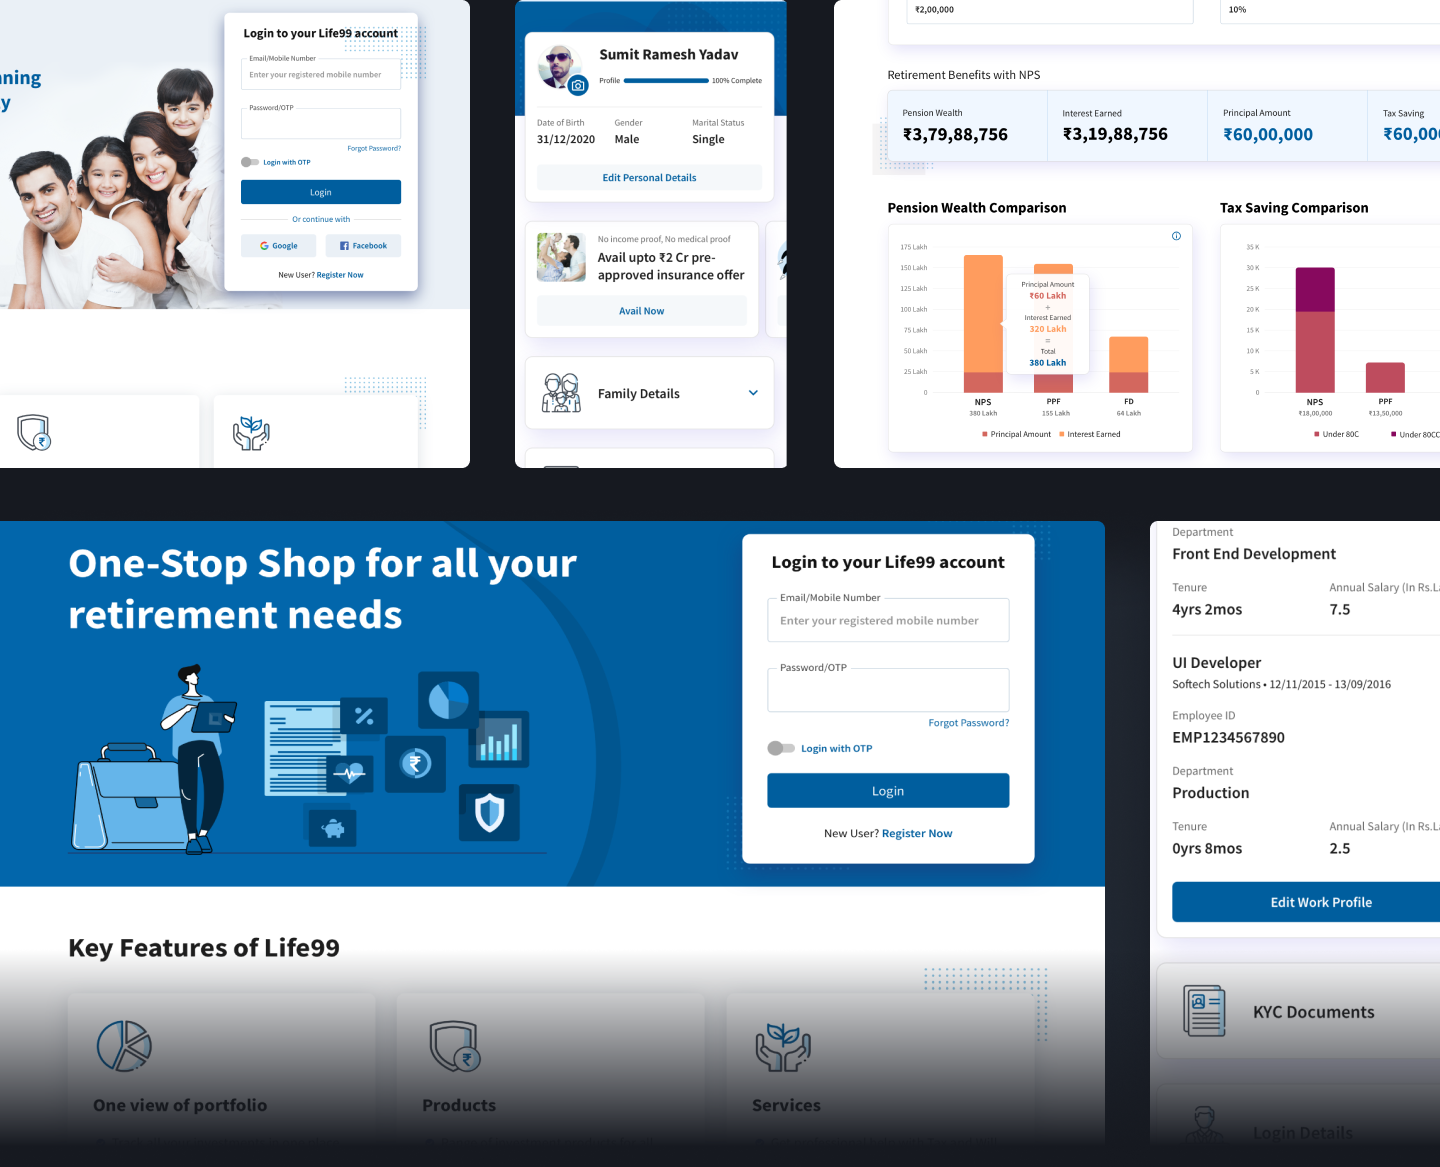 nning
y
Login to your Life99 account
Email/Mobile Number
Enter your registered mobile number
Password/OTP
Forgot Password?
Login with OTP
Login
Or continue with
Google
Facebook
New User? Register Now
Sumit Ramesh Yadav
Profile
100% Complete
Date of Birth
Gender
Marital Status
31/12/2020
Male
Single
Edit Personal Details
No income proof, No medical proof
Avail upto ₹2 Cr pre-
approved insurance offer
Avail Now
Family Details
₹2,00,000
10%
Retirement Benefits with NPS
Pension Wealth
₹3,79,88,756
Interest Earned
₹3,19,88,756
Principal Amount
₹60,00,000
Tax Saving
₹60,00
Pension Wealth Comparison
175 Lakh
150 Lakh
125 Lakh
100 Lakh
75 Lakh
50 Lakh
25 Lakh
0
Principal Amount
₹60 Lakh
+
Interest Earned
320 Lakh
=
Total
380 Lakh
NPS
380 Lakh
PPF
155 Lakh
FD
64 Lakh
Principal Amount
Interest Earned
Tax Saving Comparison
35 K
30 K
25 K
20 K
15 K
10 K
5 K
0
NPS
₹18,00,000
PPF
₹13,50,000
Under 80C
Under 80CC
One-Stop Shop for all your
retirement needs
Login to your Life99 account
Email/Mobile Number
Enter your registered mobile number
Password/OTP
Forgot Password?
Login with OTP
Login
New User? Register Now
Key Features of Life99
One view of portfolio
Products
Services
Department
Front End Development
Tenure
Annual Salary (In Rs.La
4yrs 2mos
7.5
UI Developer
Softech Solutions • 12/11/2015 - 13/09/2016
Employee ID
EMP1234567890
Department
Production
Tenure
Annual Salary (In Rs.La
0yrs 8mos
2.5
Edit Work Profile
KYC Documents
Login Details